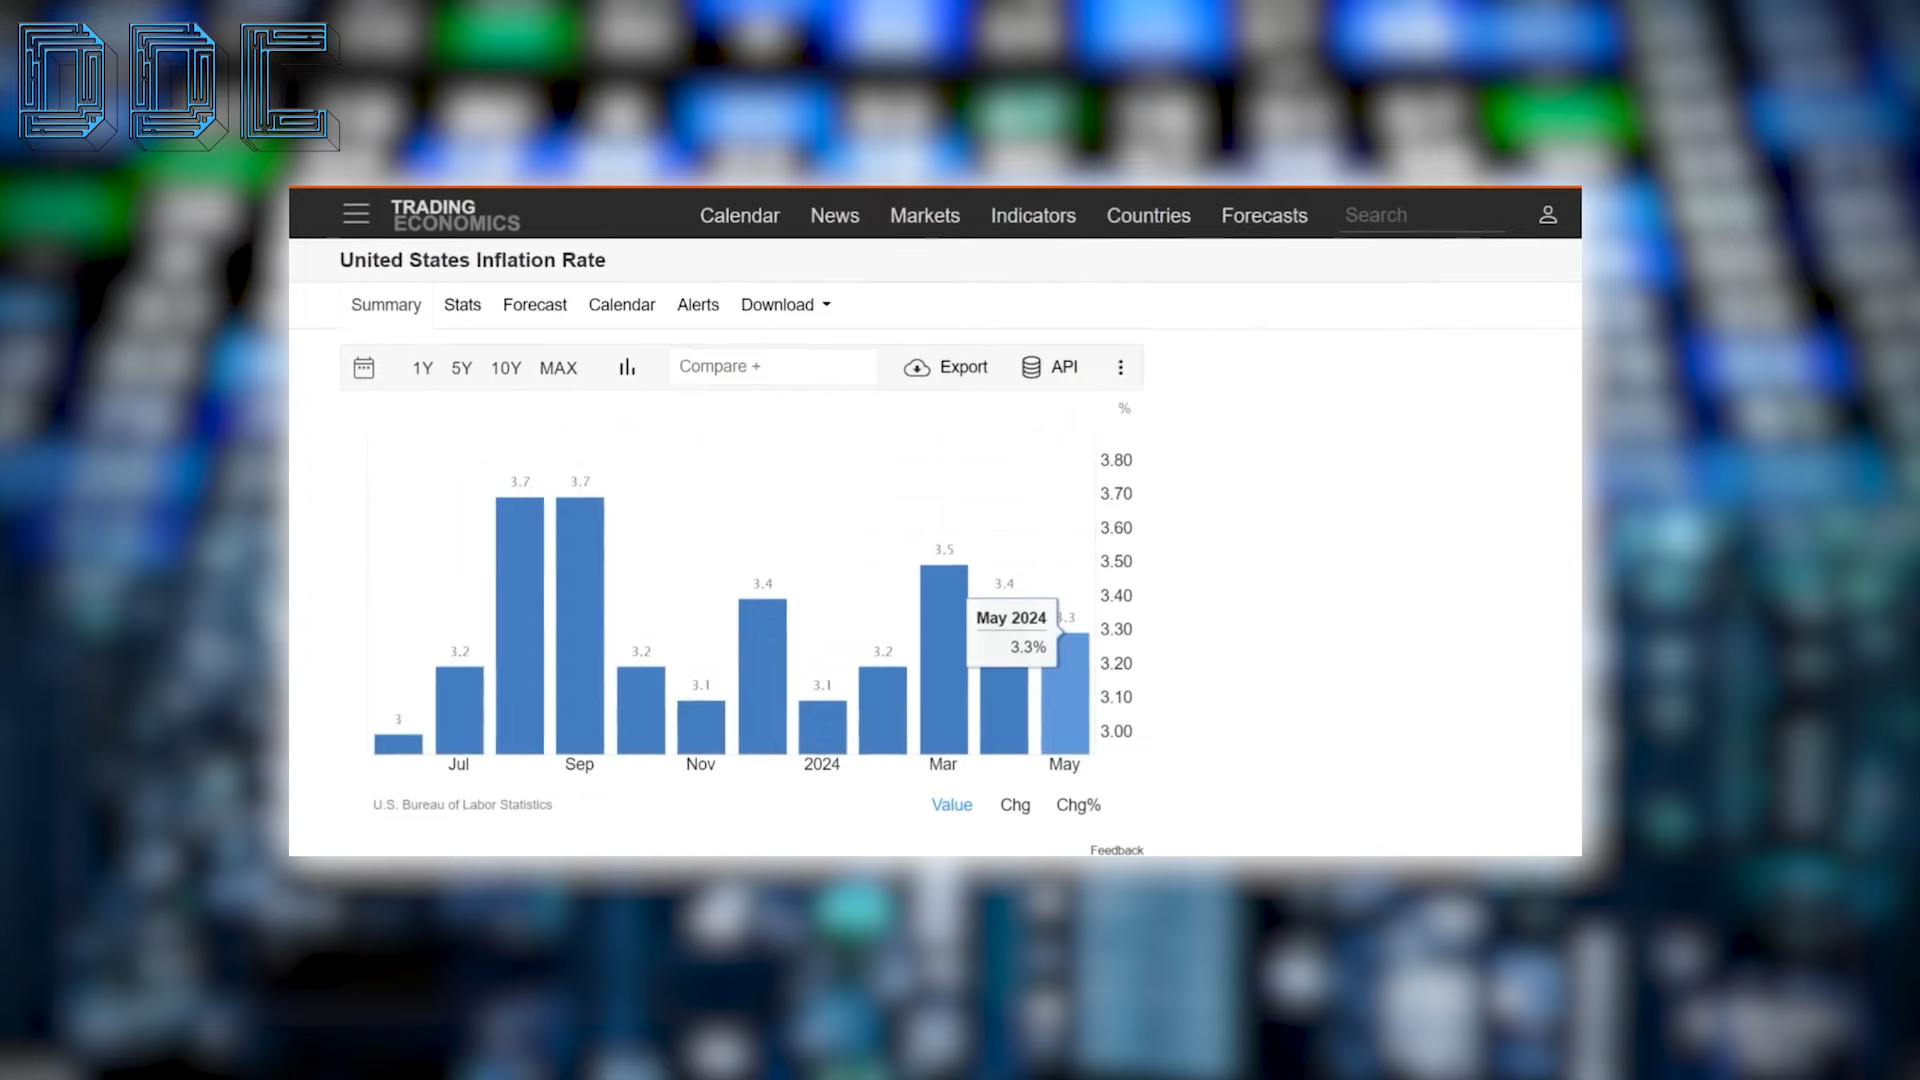 DDC
TRADING
ECONOMICS
Calendar News Markets Indicators Countries Forecasts Search
United States Inflation Rate
Summary Stats Forecast Calendar Alerts Download
1Y 5Y 10Y MAX Compare + Export API
%
3.80
3.70
3.60
3.50
3.40
3.30
3.20
3.10
3.00
3 3.2 3.7 3.7 3.2 3.1 3.4 3.1 3.2 3.5 3.4 3.3
May 2024
3.3%
Jul Sep Nov 2024 Mar May
U.S. Bureau of Labor Statistics
Value Chg Chg%
Feedback